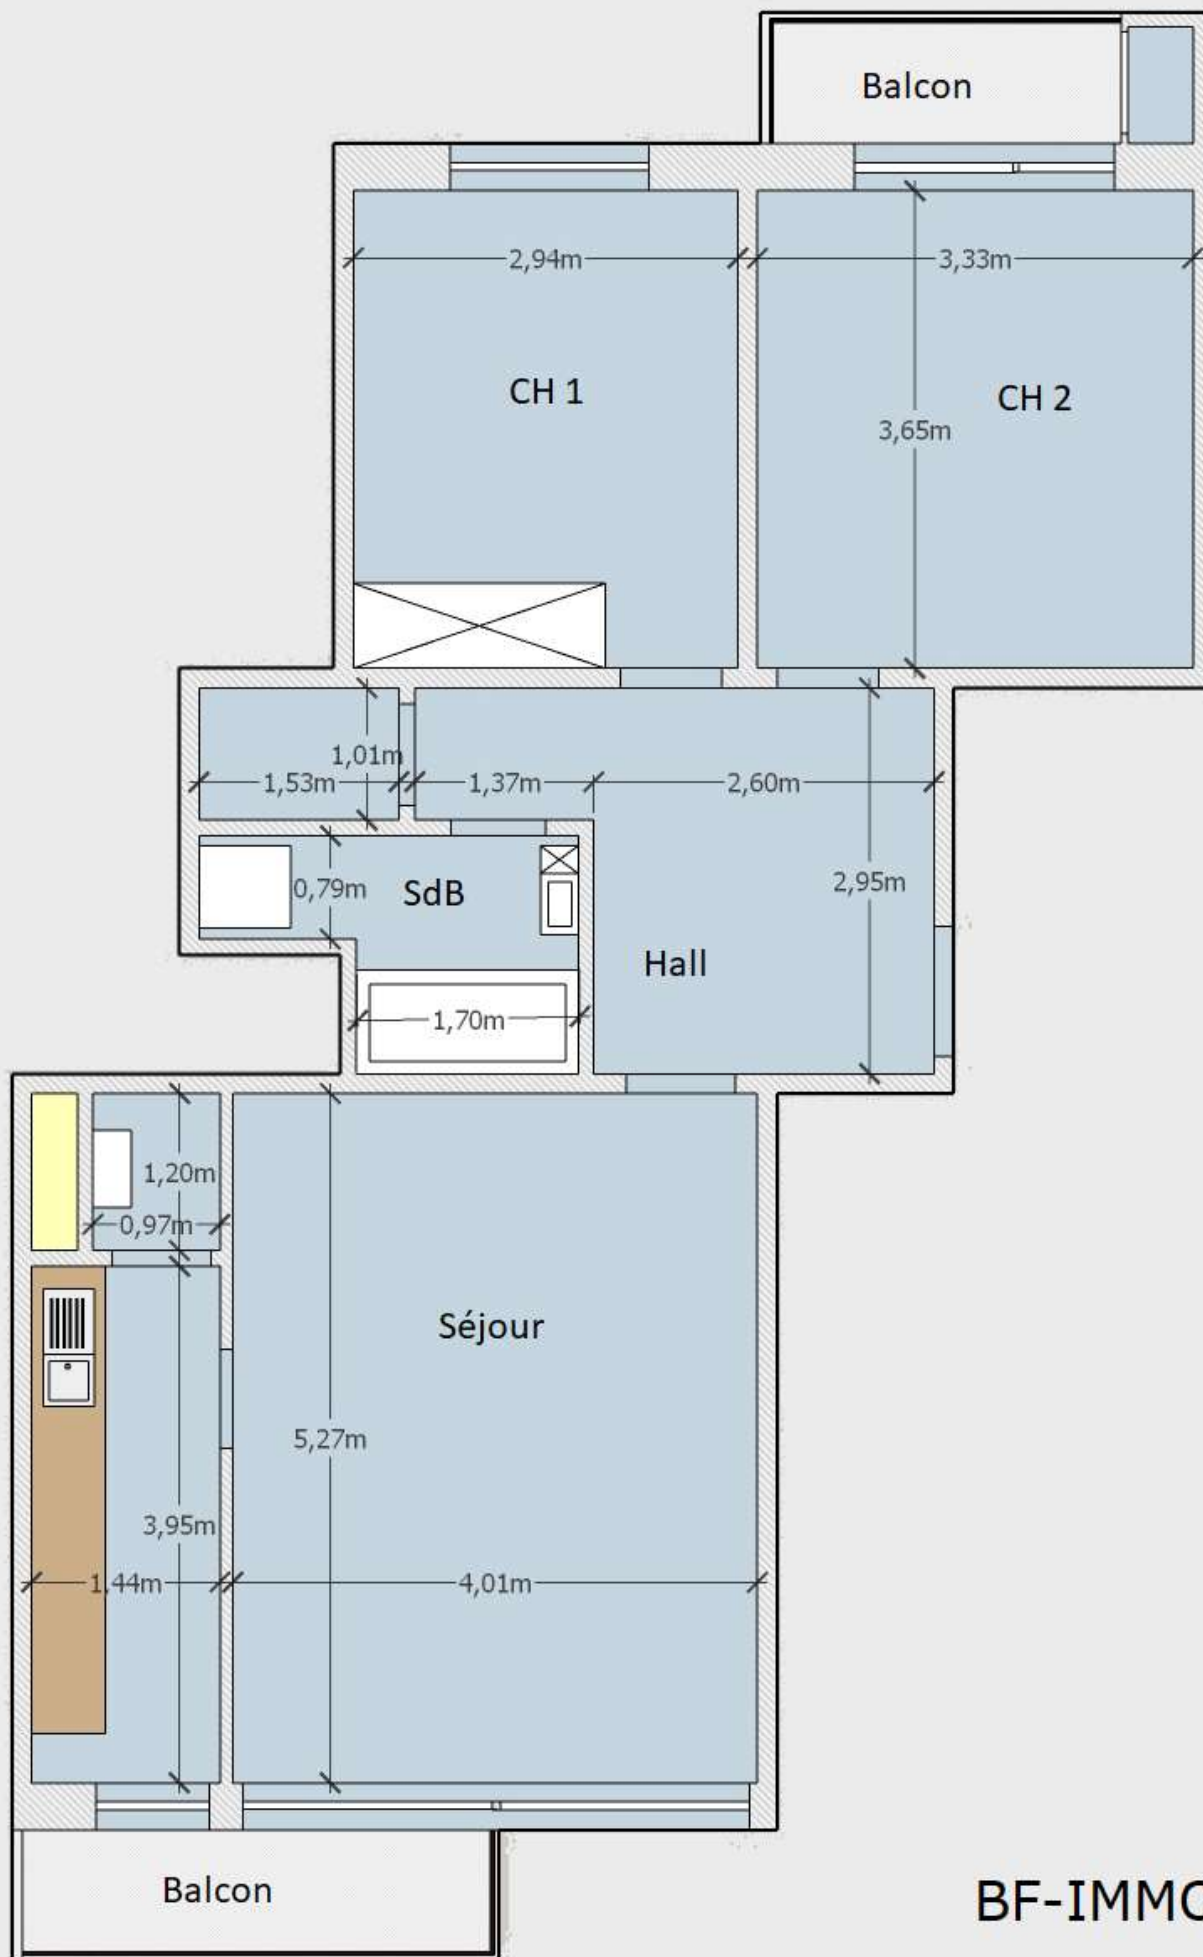 Balcon
2,94m
3,33m
CH 1
CH 2
3,65m
1,01m
1,53m
1,37m
2,60m
0,79m
SdB
2,95m
Hall
1,70m
1,20m
0,97m
Séjour
5,27m
3,95m
1,44m
4,01m
Balcon
BF-IMMO